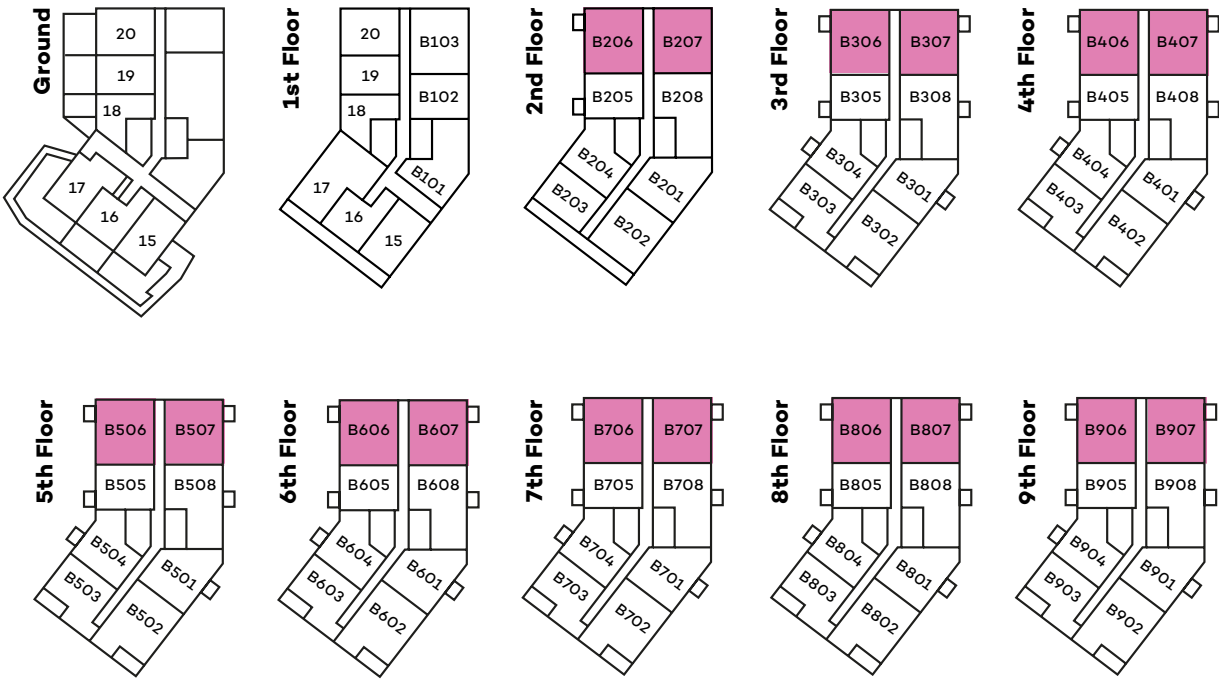 Ground
20
19
18
17
16
15
1st Floor
20
B103
19
B102
18
B101
17
16
15
2nd Floor
B206 B207
B205 B208
B204
B201
B203
B202
3rd Floor
B306 B307
B305 B308
B304
B301
B303
B302
4th Floor
B406 B407
B405 B408
B404
B401
B403
B402
5th Floor
B506 B507
B505 B508
B504
B501
B503
B502
6th Floor
B606 B607
B605 B608
B604
B601
B603
B602
7th Floor
B706 B707
B705 B708
B704
B701
B703
B702
8th Floor
B806 B807
B805 B808
B804
B801
B803
B802
9th Floor
B906 B907
B905 B908
B904
B901
B903
B902